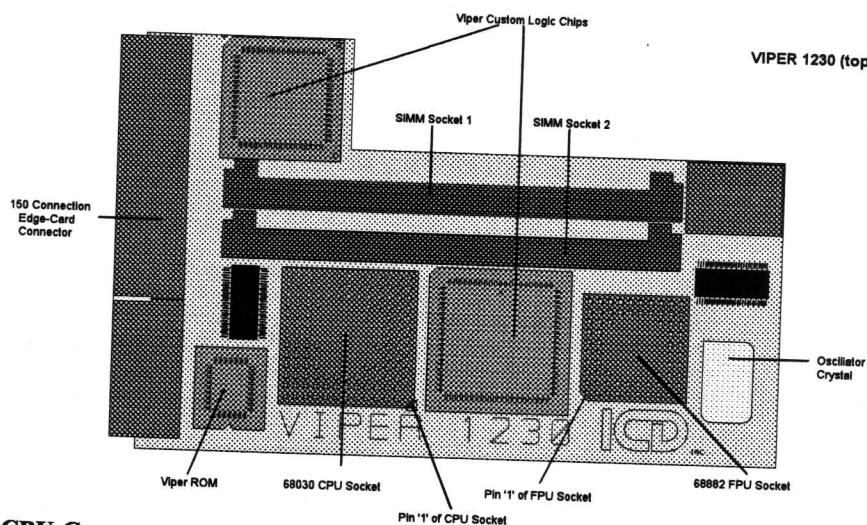 Viper Custom Logic Chips
VIPER 1230 (top
SIMM Socket 1
SIMM Socket 2
150 Connection
Edge-Card
Connector
Oscillator
Crystal
VIPER 1230 ICD INC
Viper ROM
68030 CPU Socket
Pin '1' of CPU Socket
Pin '1' of FPU Socket
68882 FPU Socket